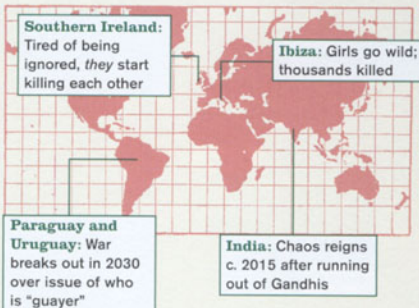 Southern Ireland:
Tired of being
ignored, they start
killing each other
Ibiza: Girls go wild;
thousands killed
Paraguay and
Uruguay: War
breaks out in 2030
over issue of who
is "guayer"
India: Chaos reigns
c. 2015 after running
out of Gandhis